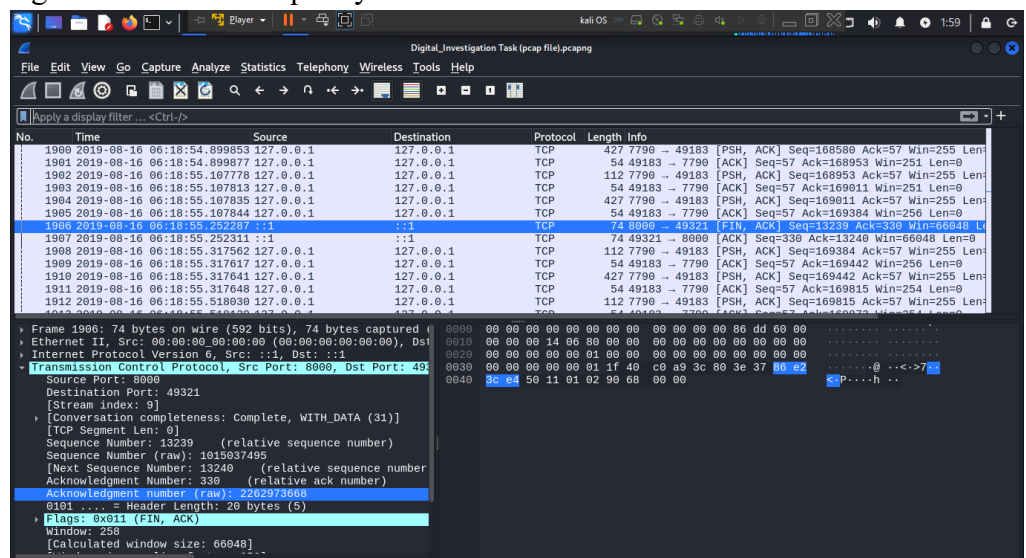 Player
kali OS
1:59
Digital_Investigation Task (pcap file).pcapng
File Edit View Go Capture Analyze Statistics Telephony Wireless Tools Help
Apply a display filter ... <Ctrl-/>
No. Time Source Destination Protocol Length Info
1900 2019-08-16 06:18:54.899853 127.0.0.1 127.0.0.1 TCP 427 7790 → 49183 [PSH, ACK] Seq=168580 Ack=57 Win=255 Len=
1901 2019-08-16 06:18:54.899877 127.0.0.1 127.0.0.1 TCP 54 49183 → 7790 [ACK] Seq=57 Ack=168953 Win=251 Len=0
1902 2019-08-16 06:18:55.107778 127.0.0.1 127.0.0.1 TCP 112 7790 → 49183 [PSH, ACK] Seq=168953 Ack=57 Win=255 Len=
1903 2019-08-16 06:18:55.107813 127.0.0.1 127.0.0.1 TCP 54 49183 → 7790 [ACK] Seq=57 Ack=169011 Win=251 Len=0
1904 2019-08-16 06:18:55.107835 127.0.0.1 127.0.0.1 TCP 427 7790 → 49183 [PSH, ACK] Seq=169011 Ack=57 Win=255 Len=
1905 2019-08-16 06:18:55.107844 127.0.0.1 127.0.0.1 TCP 54 49183 → 7790 [ACK] Seq=57 Ack=169384 Win=256 Len=0
1906 2019-08-16 06:18:55.252287 ::1 ::1 TCP 74 8000 → 49321 [FIN, ACK] Seq=13239 Ack=330 Win=66048 Le
1907 2019-08-16 06:18:55.252311 ::1 ::1 TCP 74 49321 → 8000 [ACK] Seq=330 Ack=13240 Win=66048 Len=0
1908 2019-08-16 06:18:55.317562 127.0.0.1 127.0.0.1 TCP 112 7790 → 49183 [PSH, ACK] Seq=169384 Ack=57 Win=255 Len=
1909 2019-08-16 06:18:55.317617 127.0.0.1 127.0.0.1 TCP 54 49183 → 7790 [ACK] Seq=57 Ack=169442 Win=256 Len=0
1910 2019-08-16 06:18:55.317641 127.0.0.1 127.0.0.1 TCP 427 7790 → 49183 [PSH, ACK] Seq=169442 Ack=57 Win=255 Len=
1911 2019-08-16 06:18:55.317648 127.0.0.1 127.0.0.1 TCP 54 49183 → 7790 [ACK] Seq=57 Ack=169815 Win=254 Len=0
1912 2019-08-16 06:18:55.518030 127.0.0.1 127.0.0.1 TCP 112 7790 → 49183 [PSH, ACK] Seq=169815 Ack=57 Win=255 Len=
Frame 1906: 74 bytes on wire (592 bits), 74 bytes captured (
Ethernet II, Src: 00:00:00_00:00:00 (00:00:00:00:00:00), Dst
Internet Protocol Version 6, Src: ::1, Dst: ::1
Transmission Control Protocol, Src Port: 8000, Dst Port: 493
Source Port: 8000
Destination Port: 49321
[Stream index: 9]
[Conversation completeness: Complete, WITH_DATA (31)]
[TCP Segment Len: 0]
Sequence Number: 13239 (relative sequence number)
Sequence Number (raw): 1015037495
[Next Sequence Number: 13240 (relative sequence number
Acknowledgment Number: 330 (relative ack number)
Acknowledgment number (raw): 2262973668
0101 .... = Header Length: 20 bytes (5)
Flags: 0x011 (FIN, ACK)
Window: 258
[Calculated window size: 66048]
0000 00 00 00 00 00 00 00 00 00 00 00 00 86 dd 60 00 ........ ......`.
0010 00 00 00 14 06 80 00 00 00 00 00 00 00 00 00 00 ........ ........
0020 00 00 00 00 00 01 00 00 00 00 00 00 00 00 00 00 ........ ........
0030 00 00 00 00 00 01 1f 40 c0 a9 3c 80 3e 37 86 e2 .......@ ..<·>7..
0040 3c e4 50 11 01 02 90 68 00 00 <·P....h ..